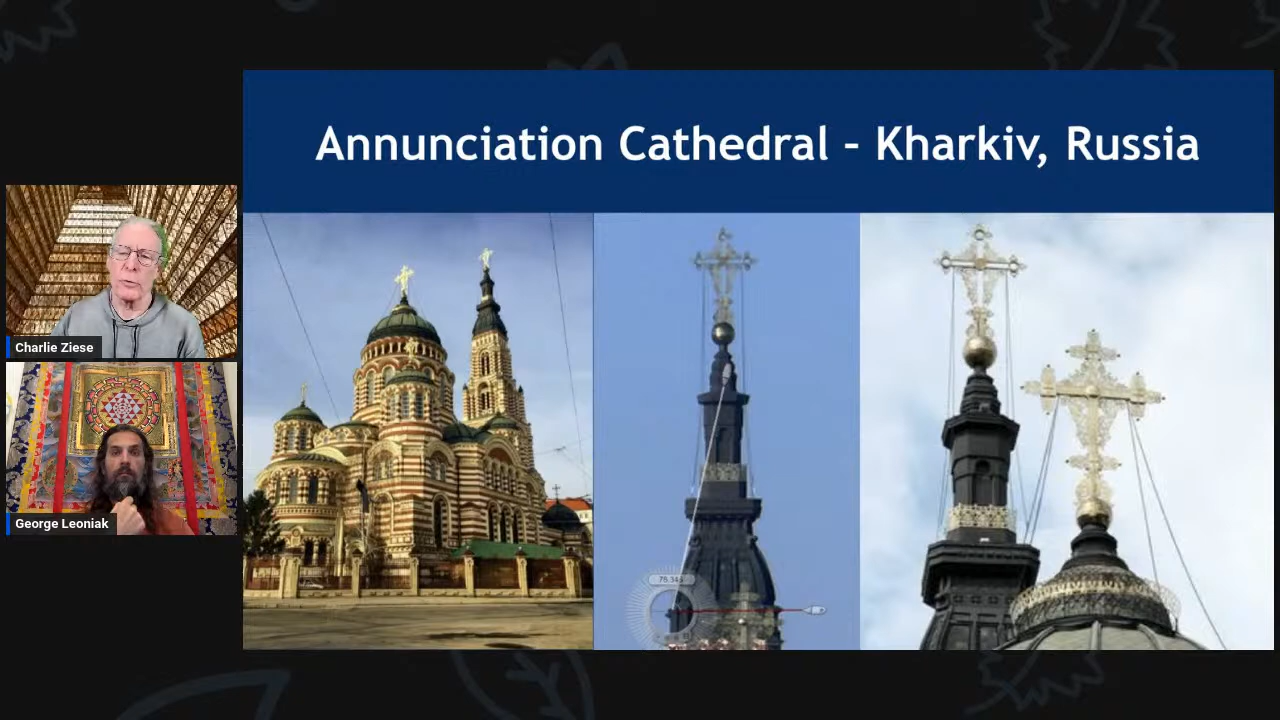 Annunciation Cathedral – Kharkiv, Russia
Charlie Ziese
George Leoniak